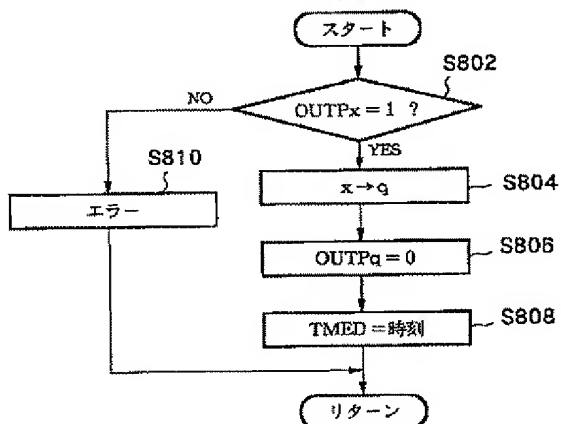 スタート
S802
OUTPx = 1 ?
NO
YES
S810
エラー
x→q
S804
OUTPq = 0
S806
TMED = 時刻
S808
リターン